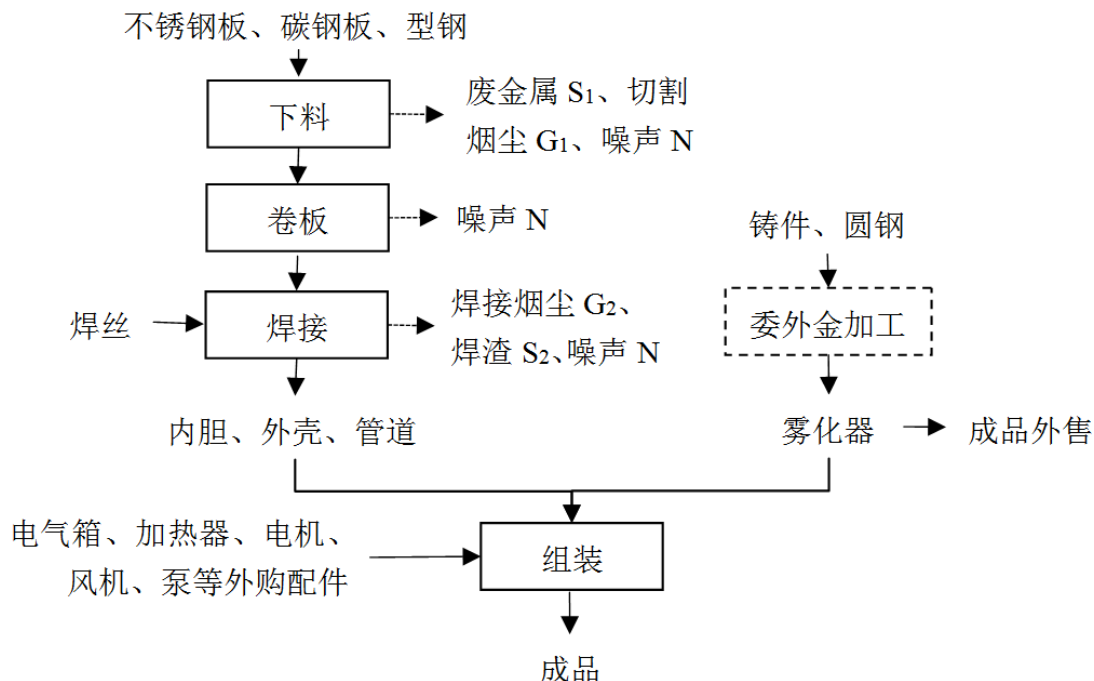 不锈钢板、碳钢板、型钢
下料
废金属 S₁、切割
烟尘 G₁、噪声 N
卷板
噪声 N
铸件、圆钢
焊丝
焊接
焊接烟尘 G₂、
焊渣 S₂、噪声 N
委外金加工
内胆、外壳、管道
雾化器
成品外售
电气箱、加热器、电机、
风机、泵等外购配件
组装
成品